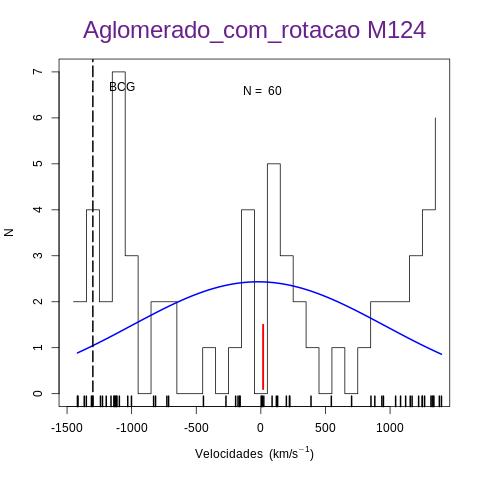 Aglomerado_com_rotacao M124
BCG
N = 60
N
0 1 2 3 4 5 6 7
-1500 -1000 -500 0 500 1000
Velocidades (km/s⁻¹)